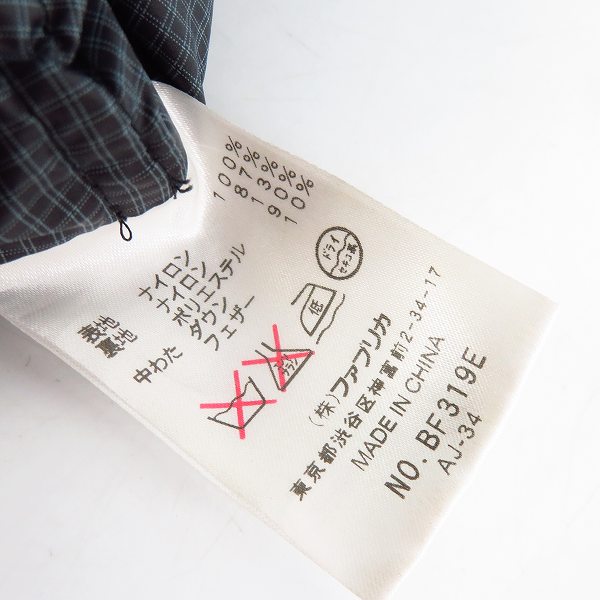 表地 ナイロン 100%
裏地 ナイロン 87%
ポリエステル 13%
中わた ダウン 90%
フェザー 10%
低
ドライ
セキユ系
(株)ファブリカ
東京都渋谷区神宮前2-34-17
MADE IN CHINA
NO. BF319E
AJ-34